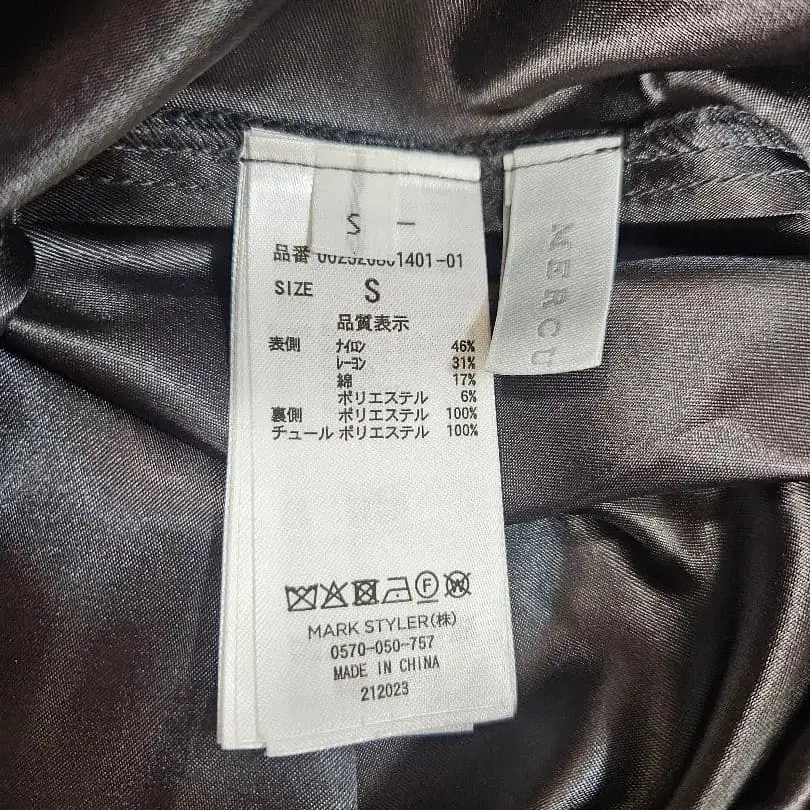 S —
品番 1401-01
SIZE S
品質表示
表側 ﾅｲﾛﾝ 46%
ﾚｰﾖﾝ 31%
綿 17%
ポリエステル 6%
裏側 ポリエステル 100%
チュール ポリエステル 100%
F W
MARK STYLER(株)
0570-050-757
MADE IN CHINA
212023
MERCU